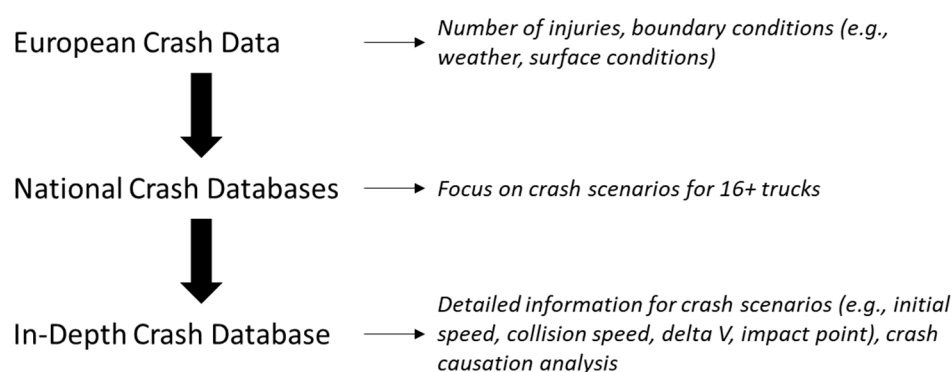 European Crash Data
Number of injuries, boundary conditions (e.g.,
weather, surface conditions)
National Crash Databases
Focus on crash scenarios for 16+ trucks
In-Depth Crash Database
Detailed information for crash scenarios (e.g., initial
speed, collision speed, delta V, impact point), crash
causation analysis